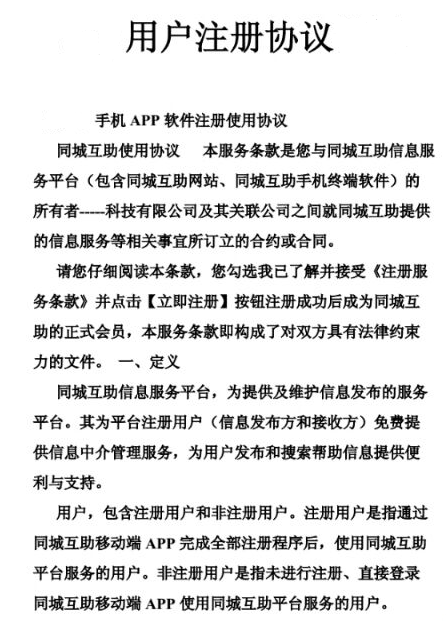 用户注册协议
手机 APP 软件注册使用协议
同城互助使用协议 本服务条款是您与同城互助信息服
务平台（包含同城互助网站、同城互助手机终端软件）的
所有者-----科技有限公司及其关联公司之间就同城互助提供
的信息服务等相关事宜所订立的合约或合同。
请您仔细阅读本条款，您勾选我已了解并接受《注册服
务条款》并点击【立即注册】按钮注册成功后成为同城互
助的正式会员，本服务条款即构成了对双方具有法律约束
力的文件。 一、定义
同城互助信息服务平台，为提供及维护信息发布的服务
平台。其为平台注册用户（信息发布方和接收方）免费提
供信息中介管理服务，为用户发布和搜索帮助信息提供便
利与支持。
用户，包含注册用户和非注册用户。注册用户是指通过
同城互助移动端 APP 完成全部注册程序后，使用同城互助
平台服务的用户。非注册用户是指未进行注册、直接登录
同城互助移动端 APP 使用同城互助平台服务的用户。